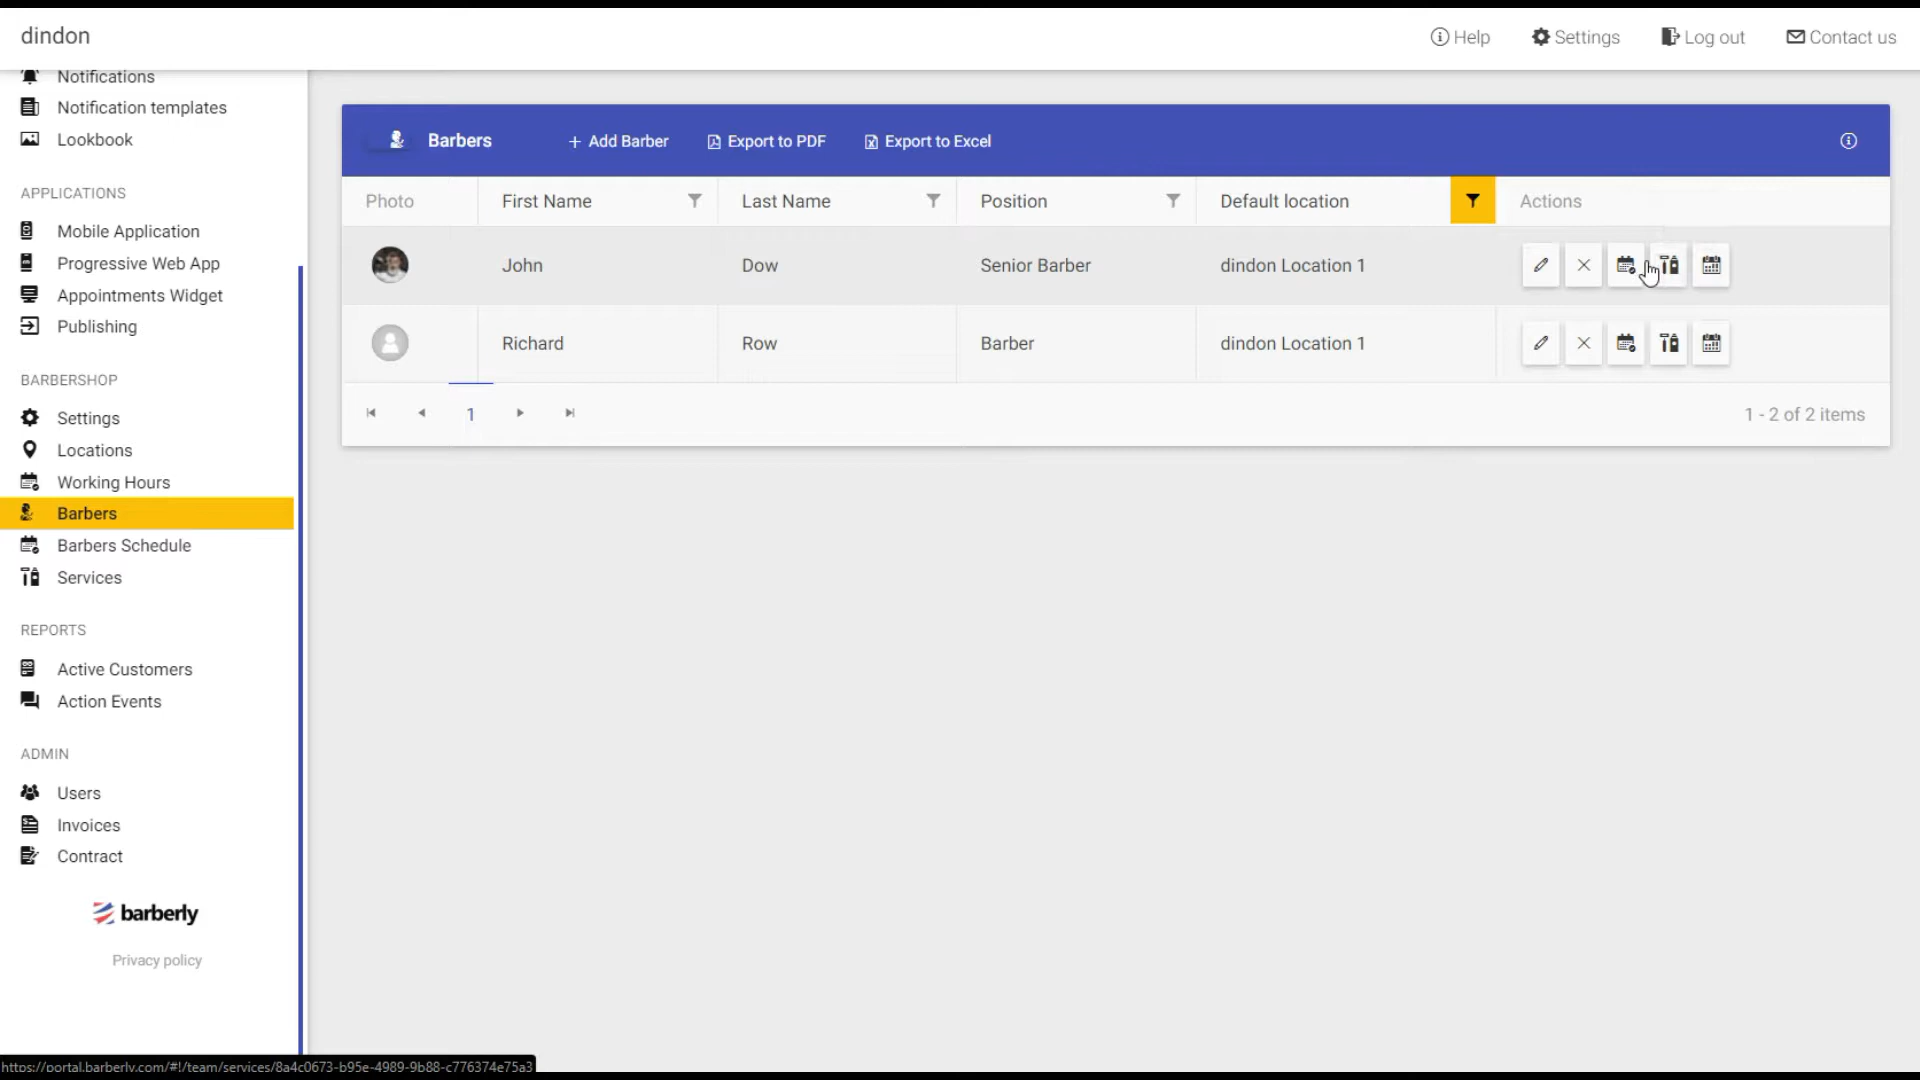 dindon
Help Settings Log out Contact us
Notifications
Notification templates
Lookbook
APPLICATIONS
Mobile Application
Progressive Web App
Appointments Widget
Publishing
BARBERSHOP
Settings
Locations
Working Hours
Barbers
Barbers Schedule
Services
REPORTS
Active Customers
Action Events
ADMIN
Users
Invoices
Contract
barberly
Privacy policy
Barbers + Add Barber Export to PDF Export to Excel
Photo First Name Last Name Position Default location Actions
John Dow Senior Barber dindon Location 1
Richard Row Barber dindon Location 1
1
1 - 2 of 2 items
https://portal.barberly.com/#!/team/services/8a4c0673-b95e-4989-9b88-c776374e75a3